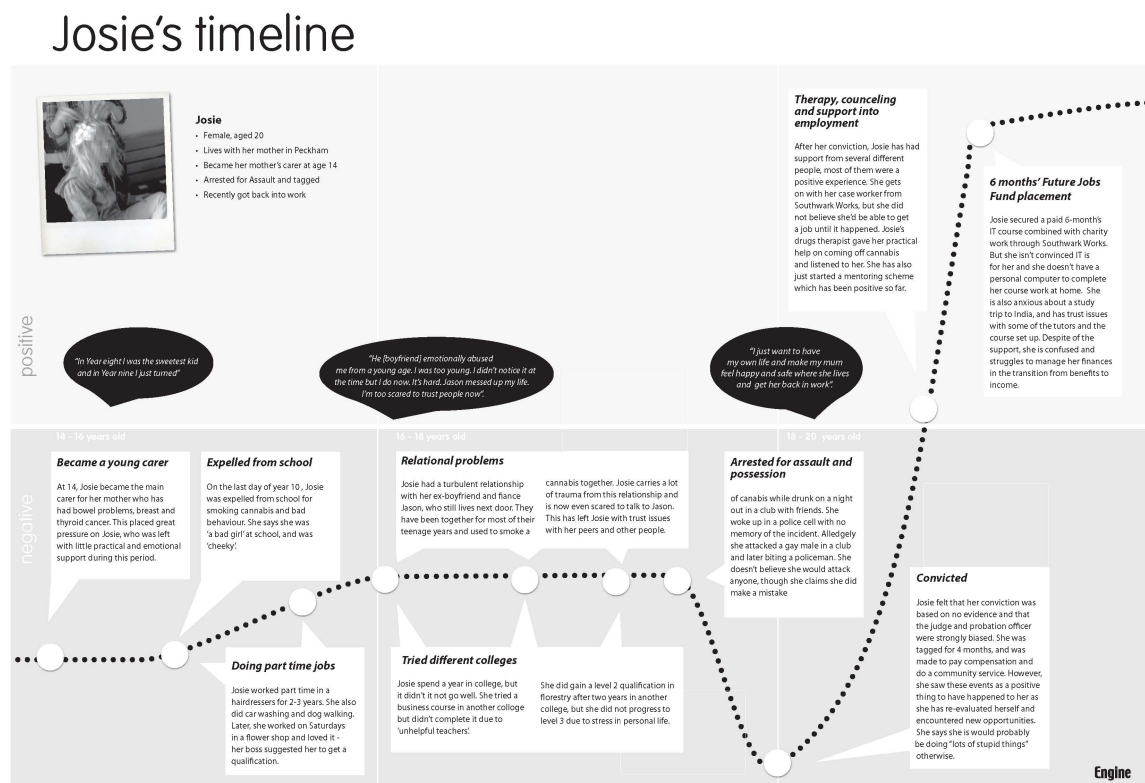 Josie's timeline
Josie
• Female, aged 20
• Lives with her mother in Peckham
• Became her mother's carer at age 14
• Arrested for Assault and tagged
• Recently got back into work
positive
"In Year eight I was the sweetest kid
and in Year nine I just turned"
"He [boyfriend] emotionally abused
me from a young age. I was too young. I didn't notice it at
the time but I do now. It's hard. Jason messed up my life.
I'm too scared to trust people now".
"I just want to have
my own life and make my mum
feel happy and safe where she lives
and get her back in work".
Therapy, counceling
and support into
employment
After her conviction, Josie has had
support from several different
people, most of them were a
positive experience. She gets
on with her case worker from
Southwark Works, but she did
not believe she'd be able to get
a job until it happened. Josie's
drugs therapist gave her practical
help on coming off cannabis
and listened to her. She has also
just started a mentoring scheme
which has been positive so far.
6 months' Future Jobs
Fund placement
Josie secured a paid 6-month's
IT course combined with charity
work through Southwark Works.
But she isn't convinced IT is
for her and she doesn't have a
personal computer to complete
her course work at home. She
is also anxious about a study
trip to India, and has trust issues
with some of the tutors and the
course set up. Despite of the
support, she is confused and
struggles to manage her finances
in the transition from benefits to
income.
negative
14 - 16 years old
Became a young carer
At 14, Josie became the main
carer for her mother who has
had bowel problems, breast and
thyroid cancer. This placed great
pressure on Josie, who was left
with little practical and emotional
support during this period.
Expelled from school
On the last day of year 10 , Josie
was expelled from school for
smoking cannabis and bad
behaviour. She says she was
'a bad girl' at school, and was
'cheeky'.
Doing part time jobs
Josie worked part time in a
hairdressers for 2-3 years. She also
did car washing and dog walking.
Later, she worked on Saturdays
in a flower shop and loved it -
her boss suggested her to get a
qualification.
16 - 18 years old
Relational problems
Josie had a turbulent relationship
with her ex-boyfriend and fiance
Jason, who still lives next door. They
have been together for most of their
teenage years and used to smoke a
cannabis together. Josie carries a lot
of trauma from this relationship and
is now even scared to talk to Jason.
This has left Josie with trust issues
with her peers and other people.
Tried different colleges
Josie spend a year in college, but
it didn't it not go well. She tried a
business course in another colloge
but didn't complete it due to
'unhelpful teachers'.
She did gain a level 2 qualification in
florestry after two years in another
college, but she did not progress to
level 3 due to stress in personal life.
18 - 20 years old
Arrested for assault and
possession
of canabis while drunk on a night
out in a club with friends. She
woke up in a police cell with no
memory of the incident. Alledgely
she attacked a gay male in a club
and later biting a policeman. She
doesn't believe she would attack
anyone, though she claims she did
make a mistake
Convicted
Josie felt that her conviction was
based on no evidence and that
the judge and probation officer
were strongly biased. She was
tagged for 4 months, and was
made to pay compensation and
do a community service. However,
she saw these events as a positive
thing to have happened to her as
she has re-evaluated herself and
encountered new opportunities.
She says she is would probably
be doing "lots of stupid things"
otherwise.
Engine